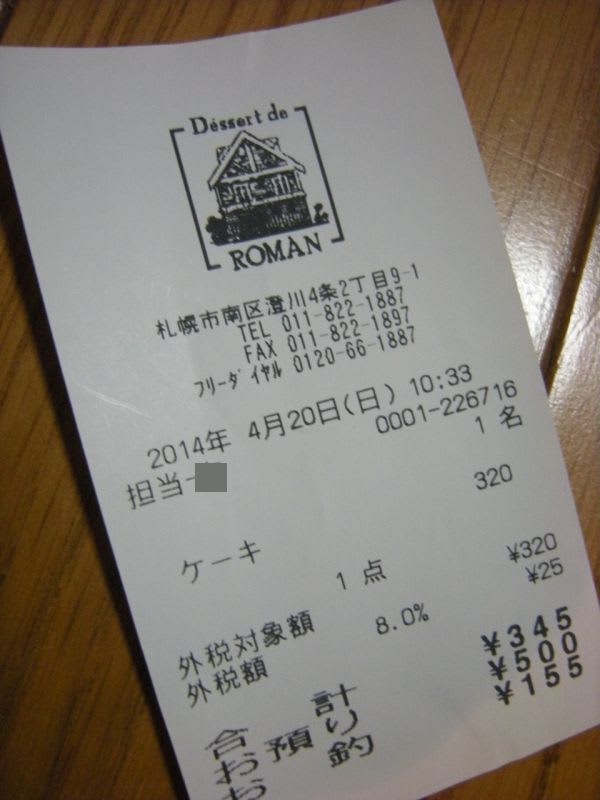 Déssert de
ROMAN
札幌市南区澄川4条2丁目9-1
TEL 011-822-1887
FAX 011-822-1897
フリーダイヤル 0120-66-1887
2014年 4月20日(日) 10:33
0001-226716
担当 1名
ケーキ 320
1点
外税対象額 ¥320
外税額 8.0% ¥25
合計 ¥345
お預り ¥500
お釣 ¥155